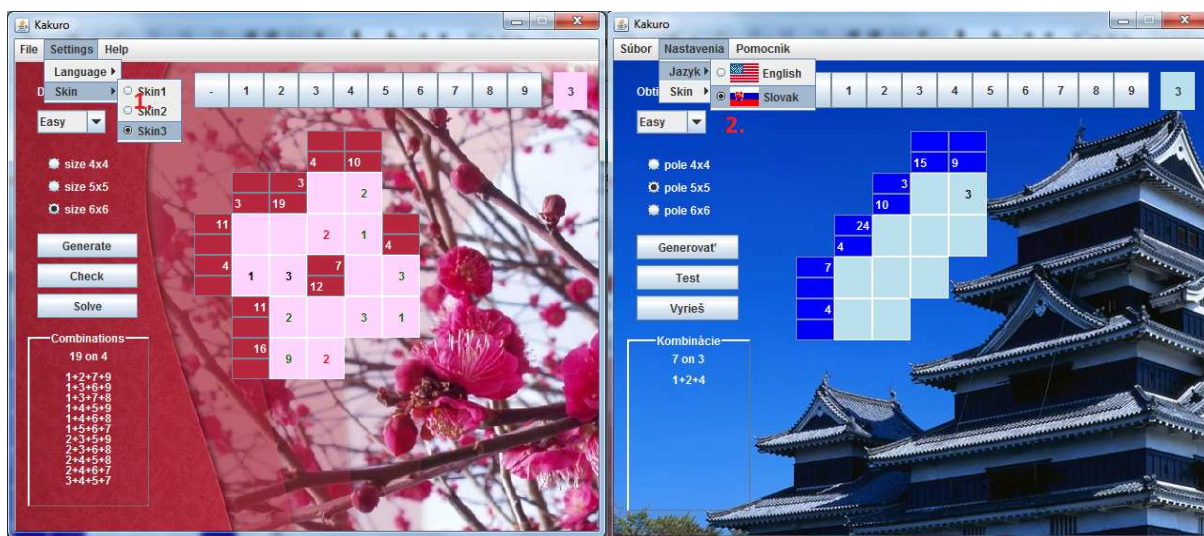 Kakuro
File Settings Help
Language
Skin
Skin1
Skin2
Skin3
1.
- 1 2 3 4 5 6 7 8 9 3
Easy
size 4x4
size 5x5
size 6x6
Generate
Check
Solve
4 10
3
3 19
2
11
2 1
4
4
1 3
7
12
3
11
2 3 1
16
9 2
Combinations
19 on 4
1+2+7+9
1+3+6+9
1+3+7+8
1+4+5+9
1+4+6+8
1+5+6+7
2+3+5+9
2+3+6+8
2+4+5+8
2+4+6+7
3+4+5+7
Kakuro
Súbor Nastavenia Pomocník
Jazyk
Skin
English
Slovak
2.
1 2 3 4 5 6 7 8 9 3
Obti
Easy
pole 4x4
pole 5x5
pole 6x6
Generovať
Test
Vyrieš
15 9
3
10
3
24
4
7
4
Kombinácie
7 on 3
1+2+4